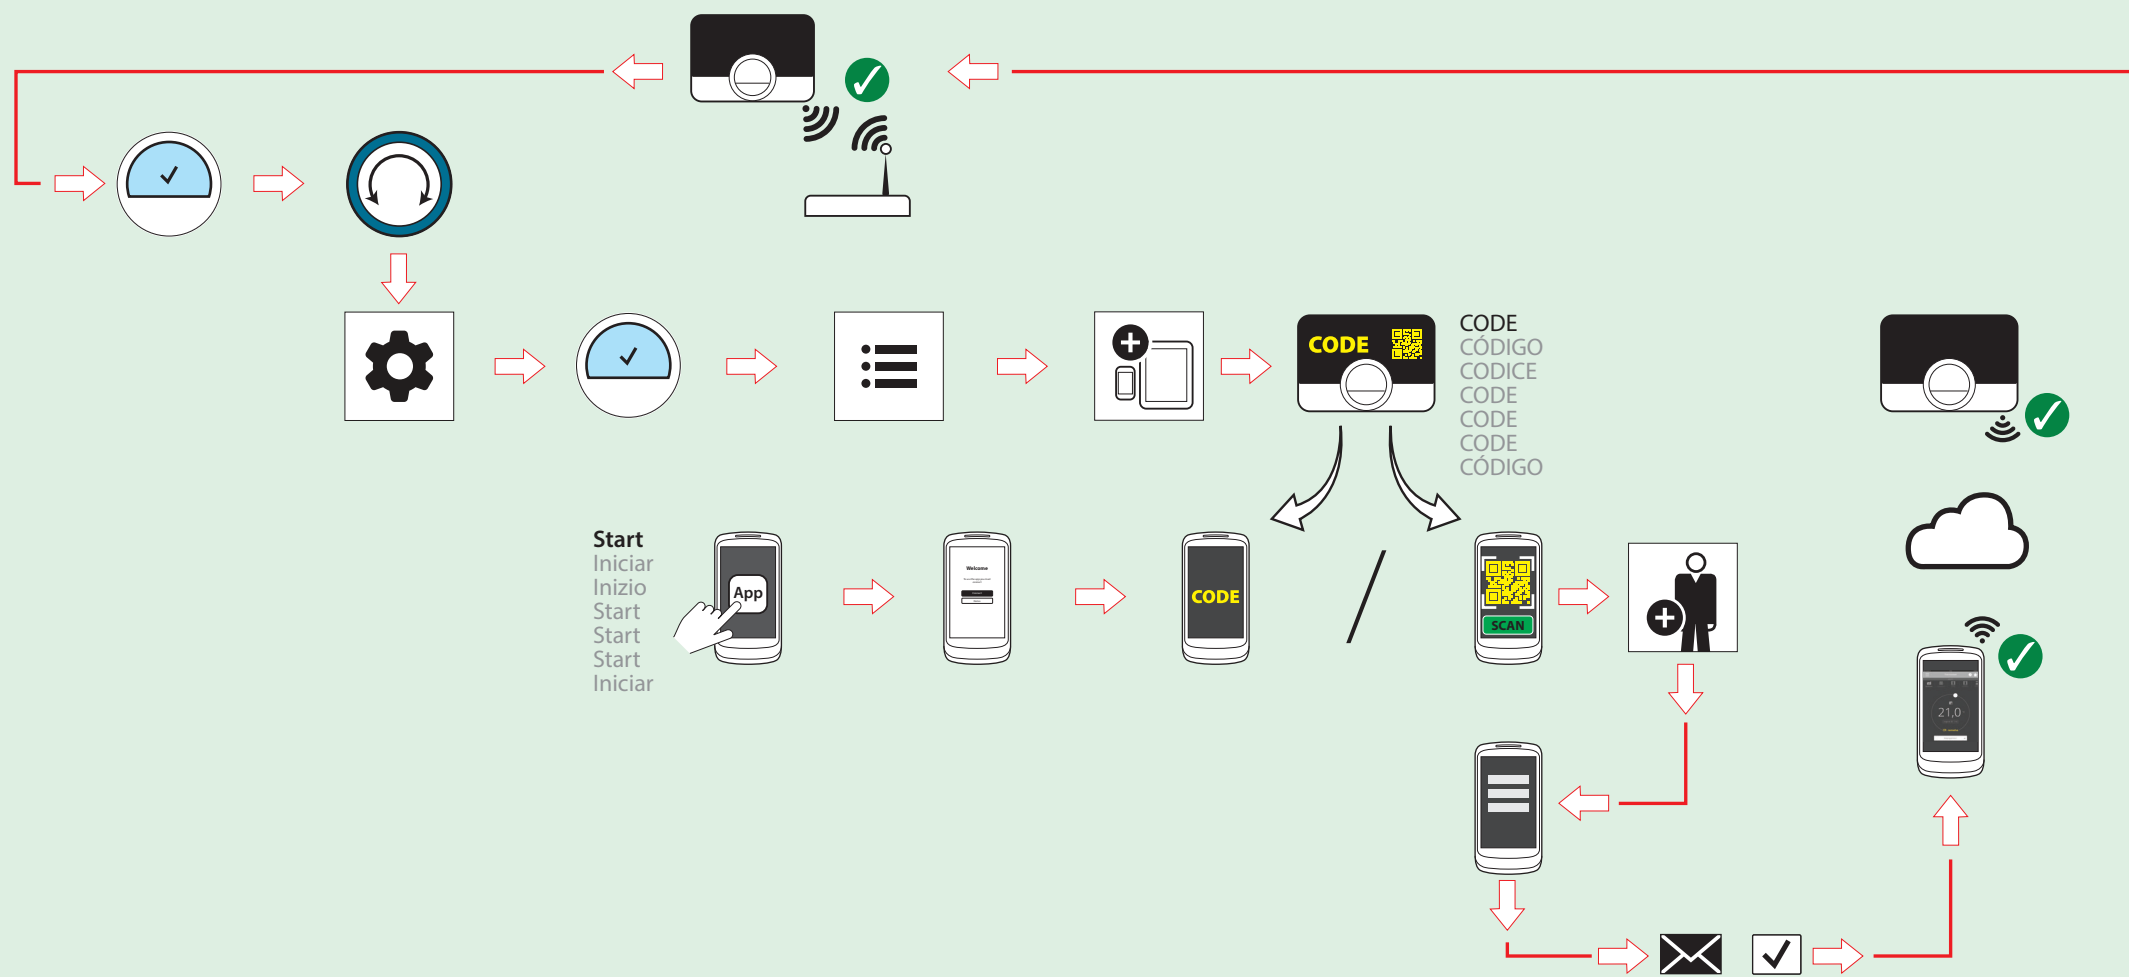 CODE
CODE
CÓDIGO
CODICE
CODE
CODE
CODE
CÓDIGO
Start
Iniciar
Inizio
Start
Start
Start
Iniciar
App
Welcome
CODE
SCAN
21,0